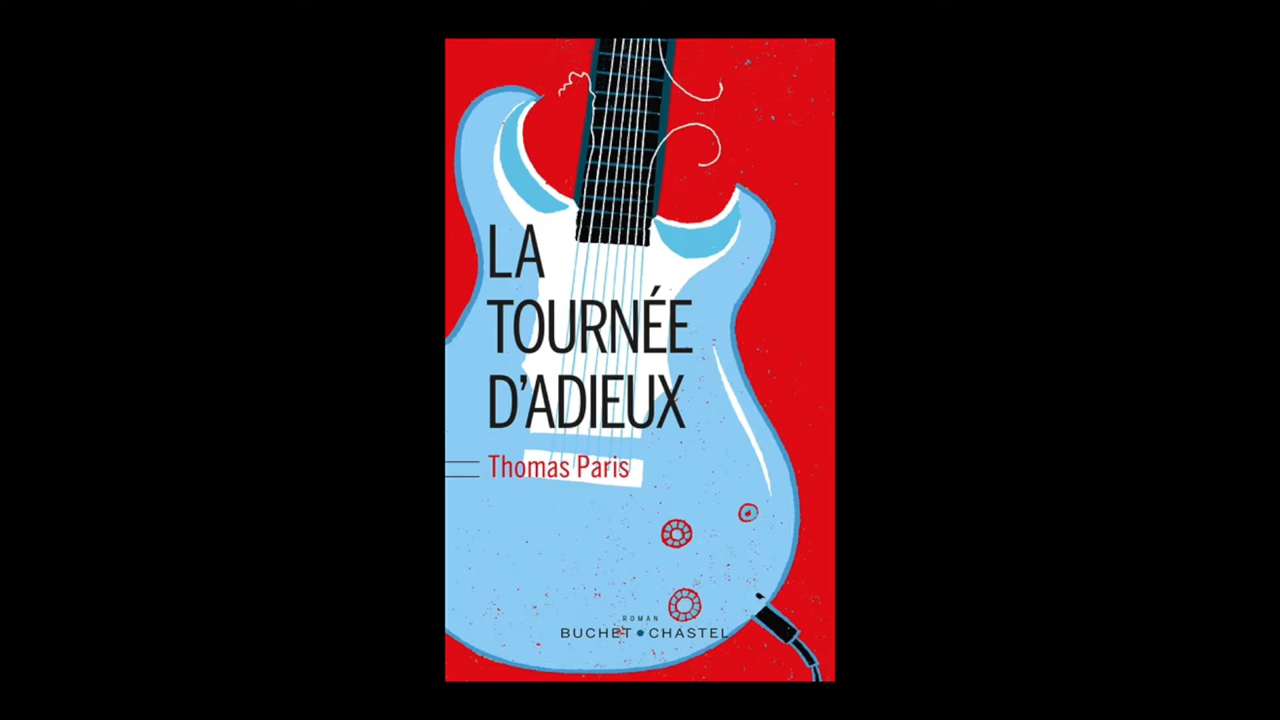 LA
TOURNÉE
D'ADIEUX
Thomas Paris
ROMAN
BUCHET • CHASTEL